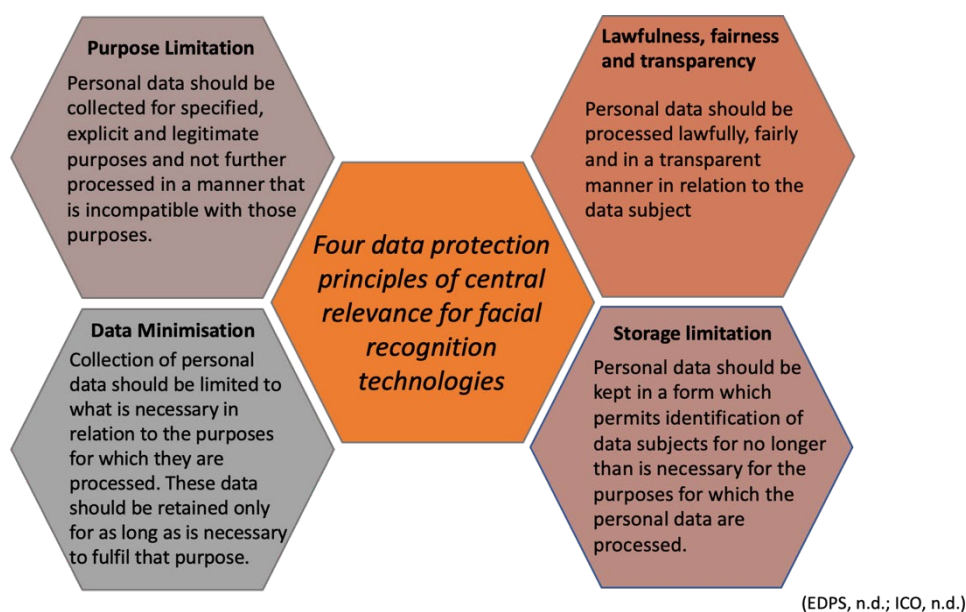 Purpose Limitation
Personal data should be
collected for specified,
explicit and legitimate
purposes and not further
processed in a manner that
is incompatible with those
purposes.
Lawfulness, fairness
and transparency
Personal data should be
processed lawfully, fairly
and in a transparent
manner in relation to the
data subject
Four data protection
principles of central
relevance for facial
recognition
technologies
Data Minimisation
Collection of personal
data should be limited to
what is necessary in
relation to the purposes
for which they are
processed. These data
should be retained only
for as long as is necessary
to fulfil that purpose.
Storage limitation
Personal data should be
kept in a form which
permits identification of
data subjects for no longer
than is necessary for the
purposes for which the
personal data are
processed.
(EDPS, n.d.; ICO, n.d.)